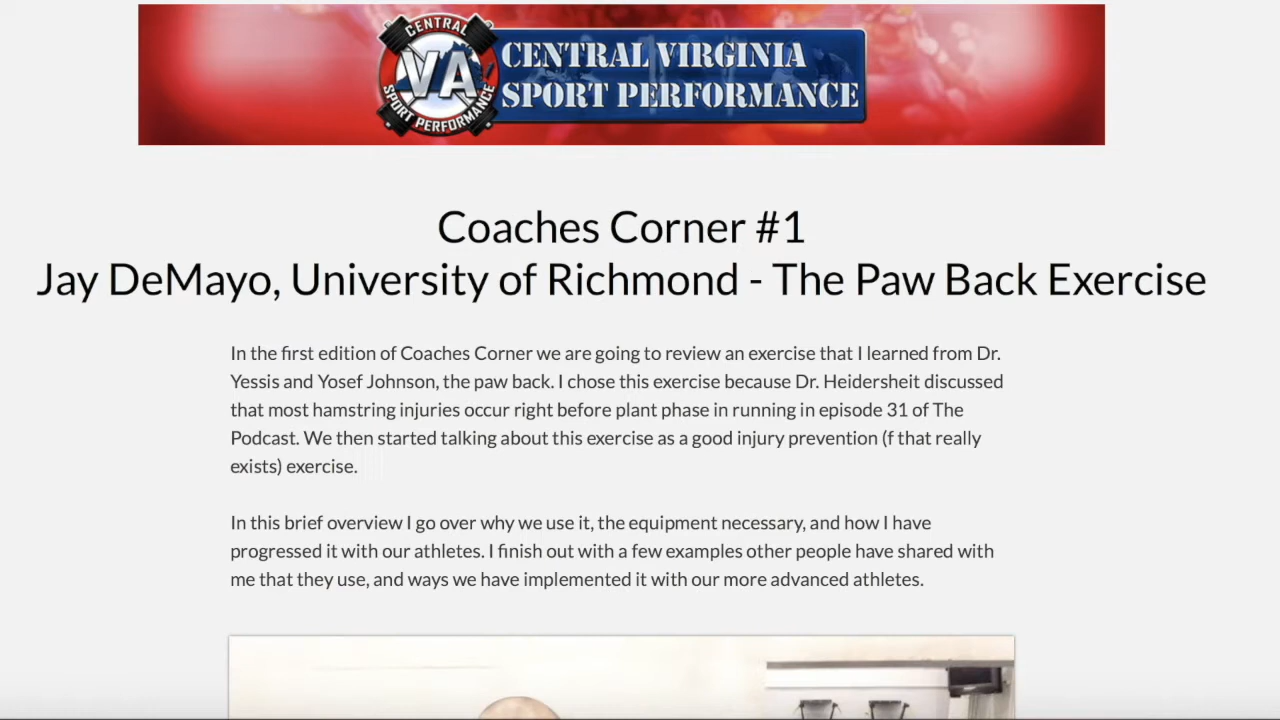 CENTRAL
VA
SPORT PERFORMANCE
CENTRAL VIRGINIA
SPORT PERFORMANCE
Coaches Corner #1
Jay DeMayo, University of Richmond - The Paw Back Exercise
In the first edition of Coaches Corner we are going to review an exercise that I learned from Dr.
Yessis and Yosef Johnson, the paw back. I chose this exercise because Dr. Heidersheit discussed
that most hamstring injuries occur right before plant phase in running in episode 31 of The
Podcast. We then started talking about this exercise as a good injury prevention (f that really
exists) exercise.
In this brief overview I go over why we use it, the equipment necessary, and how I have
progressed it with our athletes. I finish out with a few examples other people have shared with
me that they use, and ways we have implemented it with our more advanced athletes.